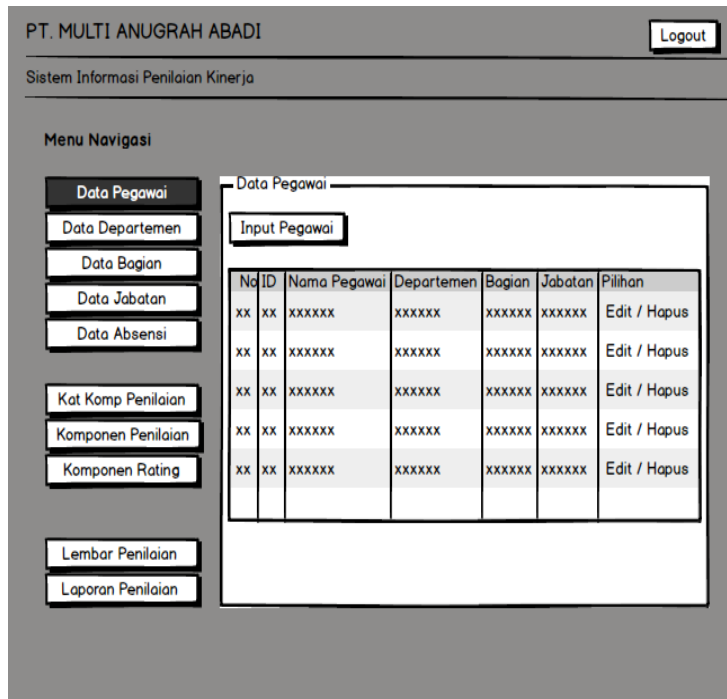 PT. MULTI ANUGRAH ABADI
Logout
Sistem Informasi Penilaian Kinerja
Menu Navigasi
Data Pegawai
Data Departemen
Data Bagian
Data Jabatan
Data Absensi
Kat Komp Penilaian
Komponen Penilaian
Komponen Rating
Lembar Penilaian
Laporan Penilaian
Data Pegawai
Input Pegawai
No ID Nama Pegawai Departemen Bagian Jabatan Pilihan
xx xx xxxxxx xxxxxx xxxxxx xxxxxx Edit / Hapus
xx xx xxxxxx xxxxxx xxxxxx xxxxxx Edit / Hapus
xx xx xxxxxx xxxxxx xxxxxx xxxxxx Edit / Hapus
xx xx xxxxxx xxxxxx xxxxxx xxxxxx Edit / Hapus
xx xx xxxxxx xxxxxx xxxxxx xxxxxx Edit / Hapus